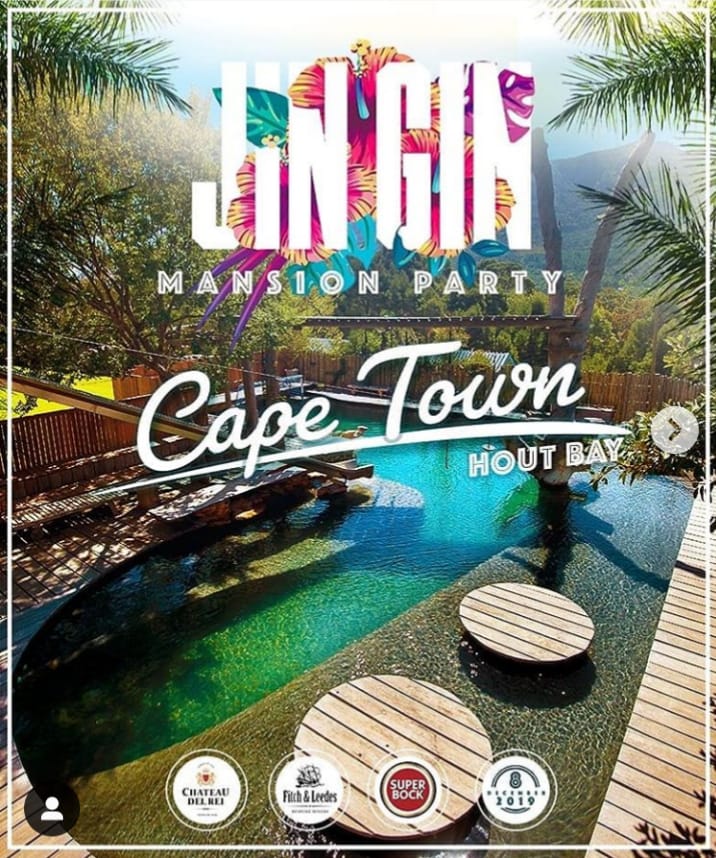 JIN GIN
MANSION PARTY
Cape Town
HOUT BAY
CHATEAU
DEL REI
Fitch & Leedes
SUPER
BOCK
8
DECEMBER
2019